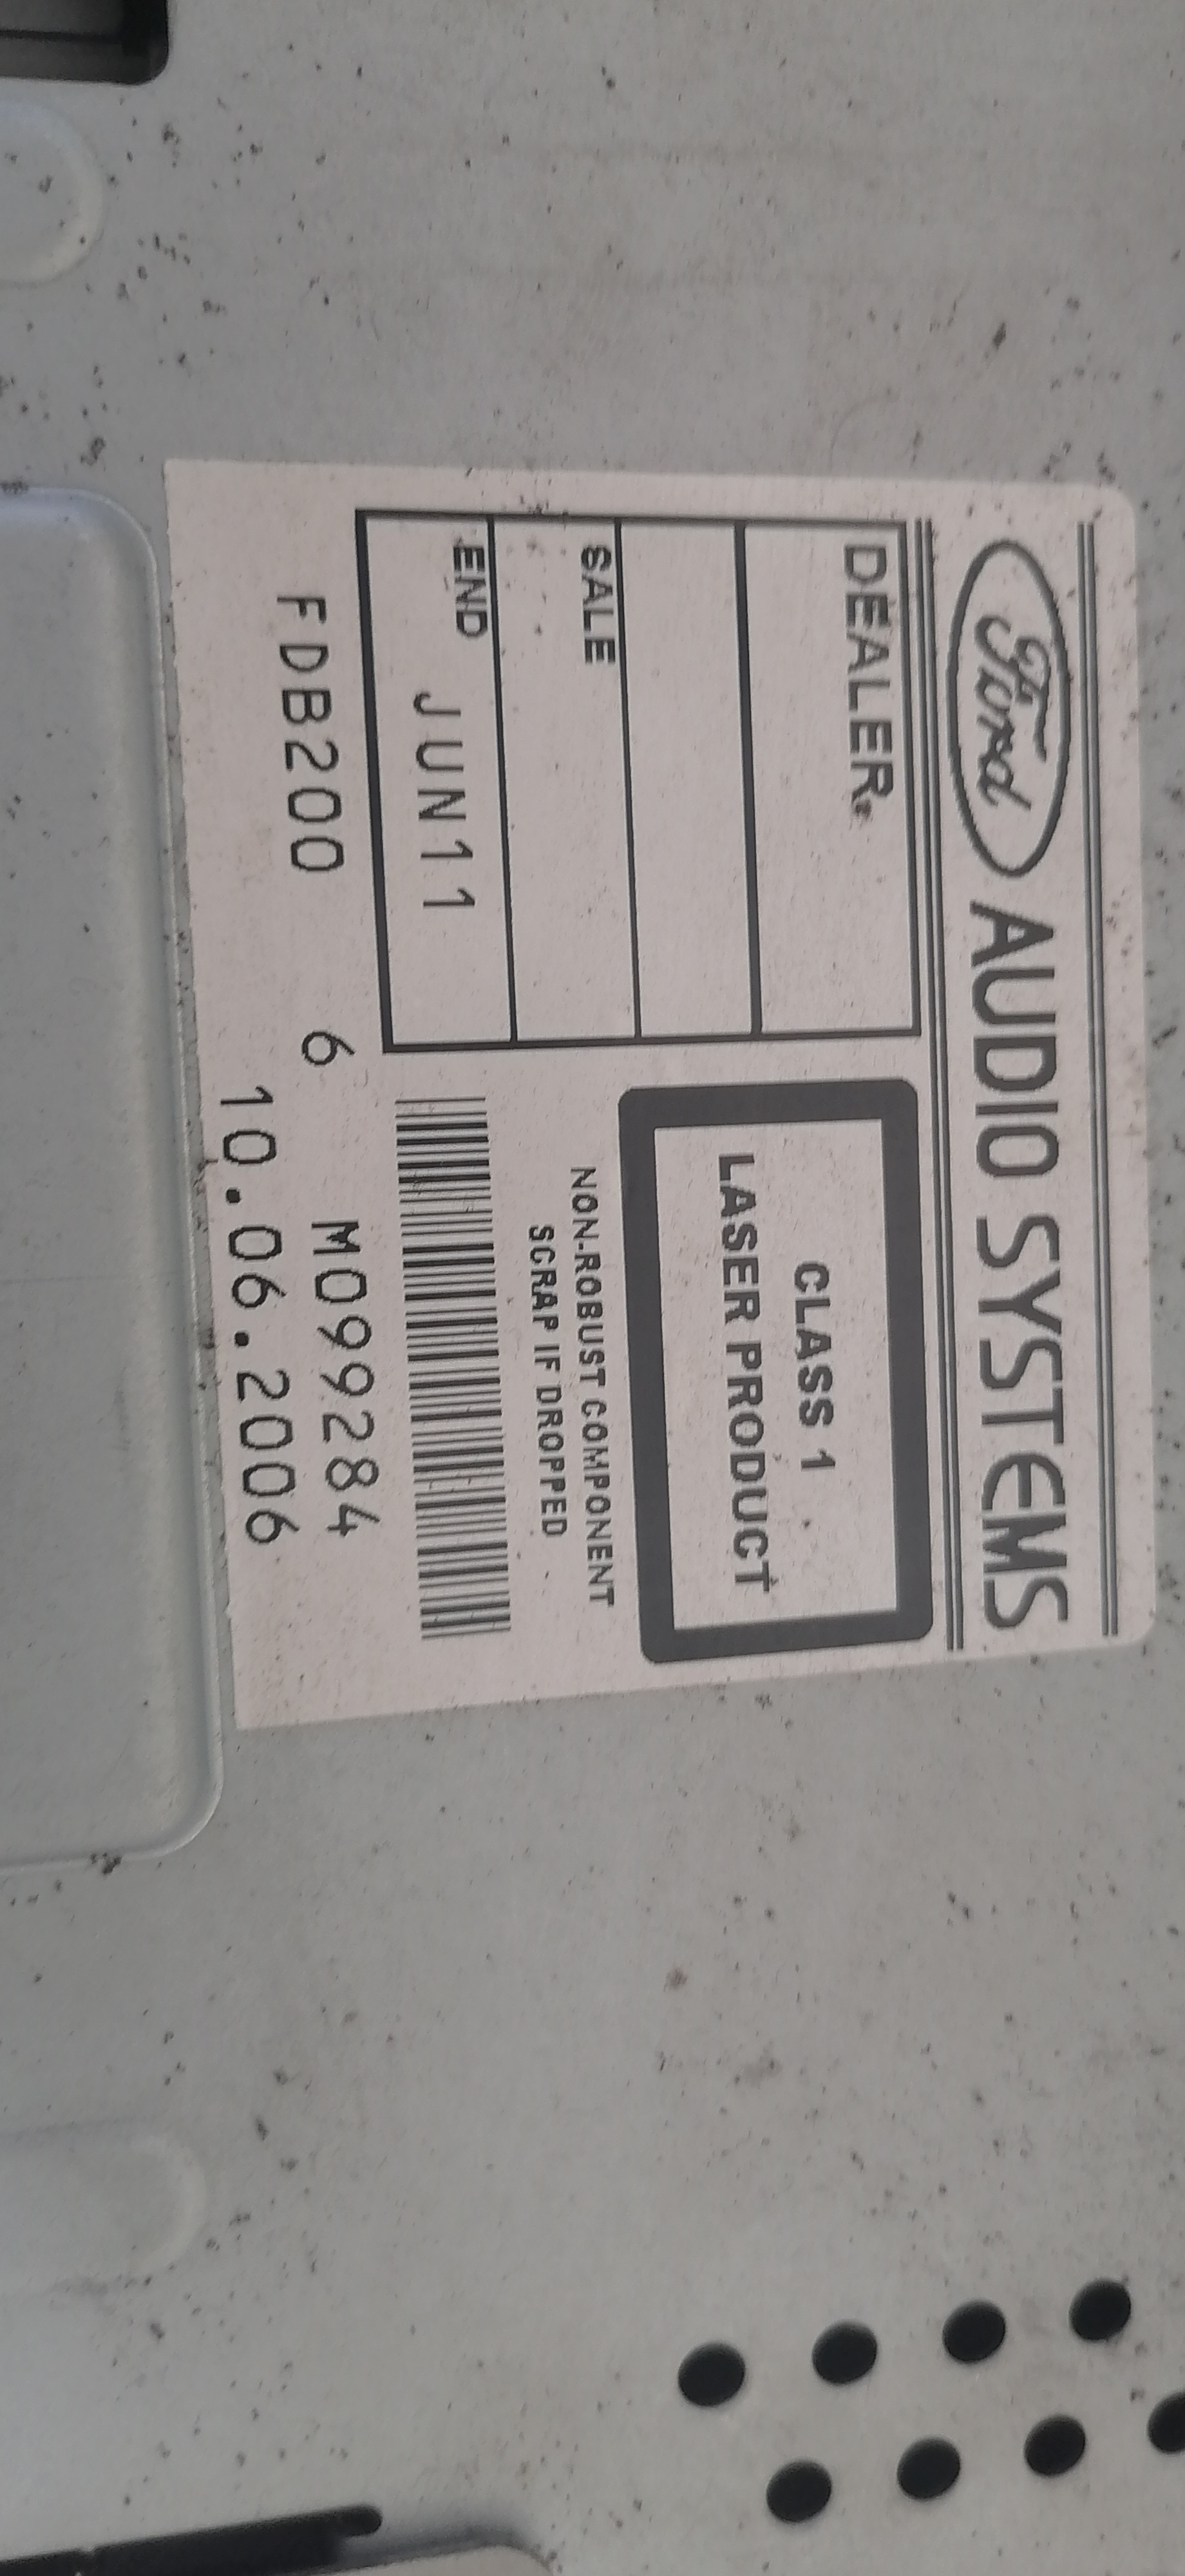 Ford AUDIO SYSTEMS
DEALER.
SALE
END JUN11
CLASS 1
LASER PRODUCT
NON-ROBUST COMPONENT
SCRAP IF DROPPED
FDB200 6 M099284
10.06.2006